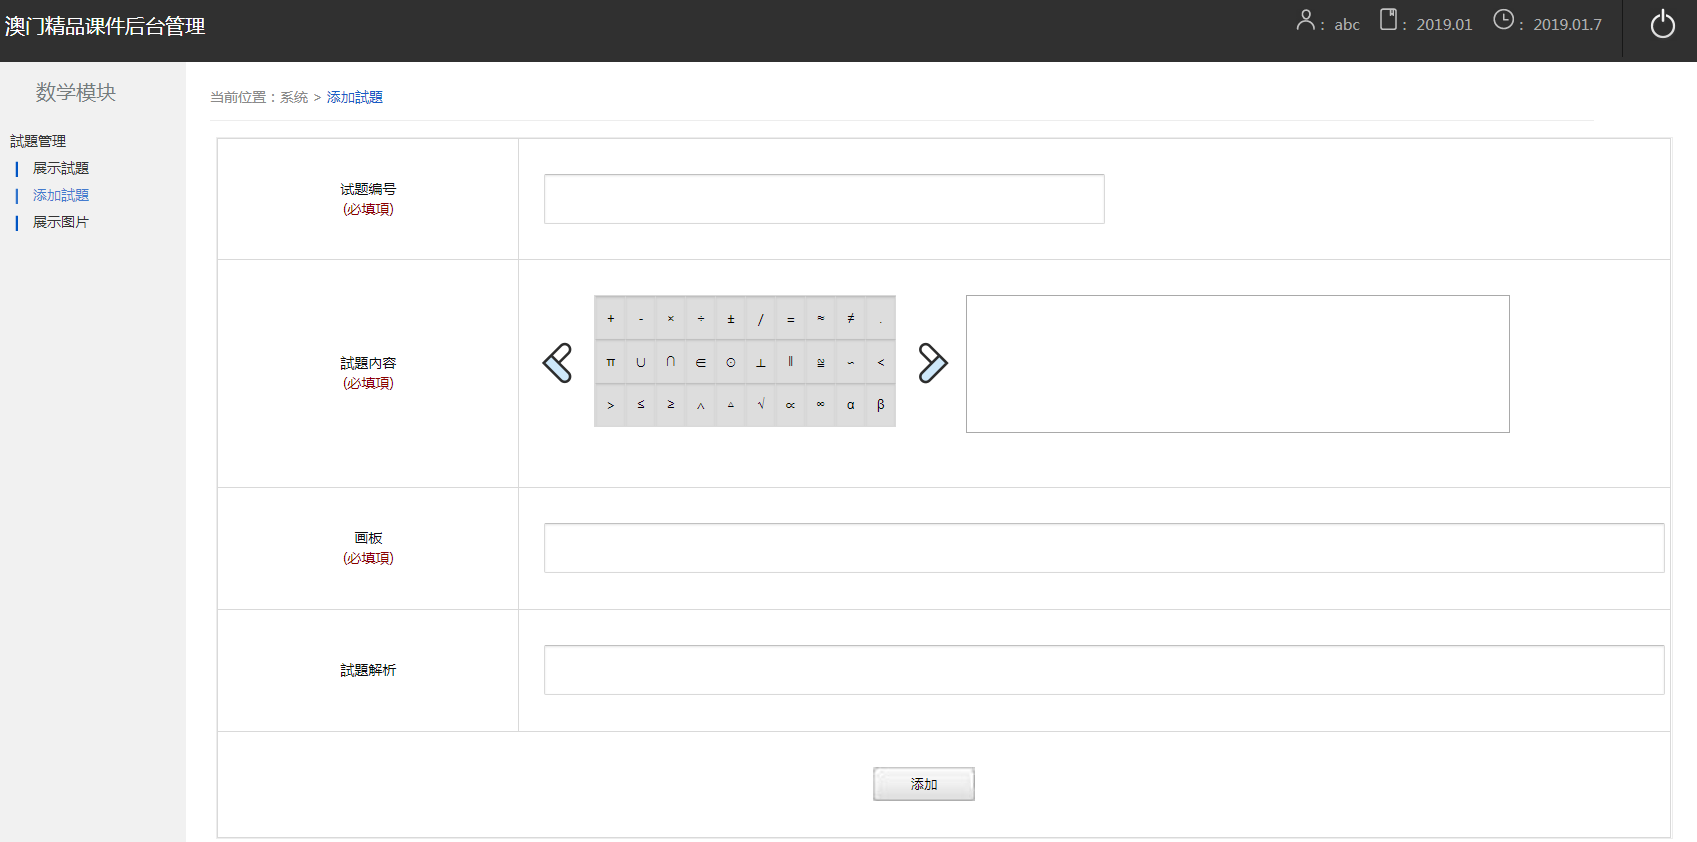 澳门精品课件后台管理
： abc ： 2019.01 ： 2019.01.7
数学模块
試題管理
展示試題
添加試題
展示图片
当前位置：系统 > 添加試題
试题编号
(必填項)
試題内容
(必填項)
+ - × ÷ ± / = ≈ ≠ .
π ∪ ∩ ∈ ⊙ ⊥ ∥ ≌ ∽ <
> ≤ ≥ ∧ ▵ √ ∝ ∞ α β
画板
(必填項)
試題解析
添加